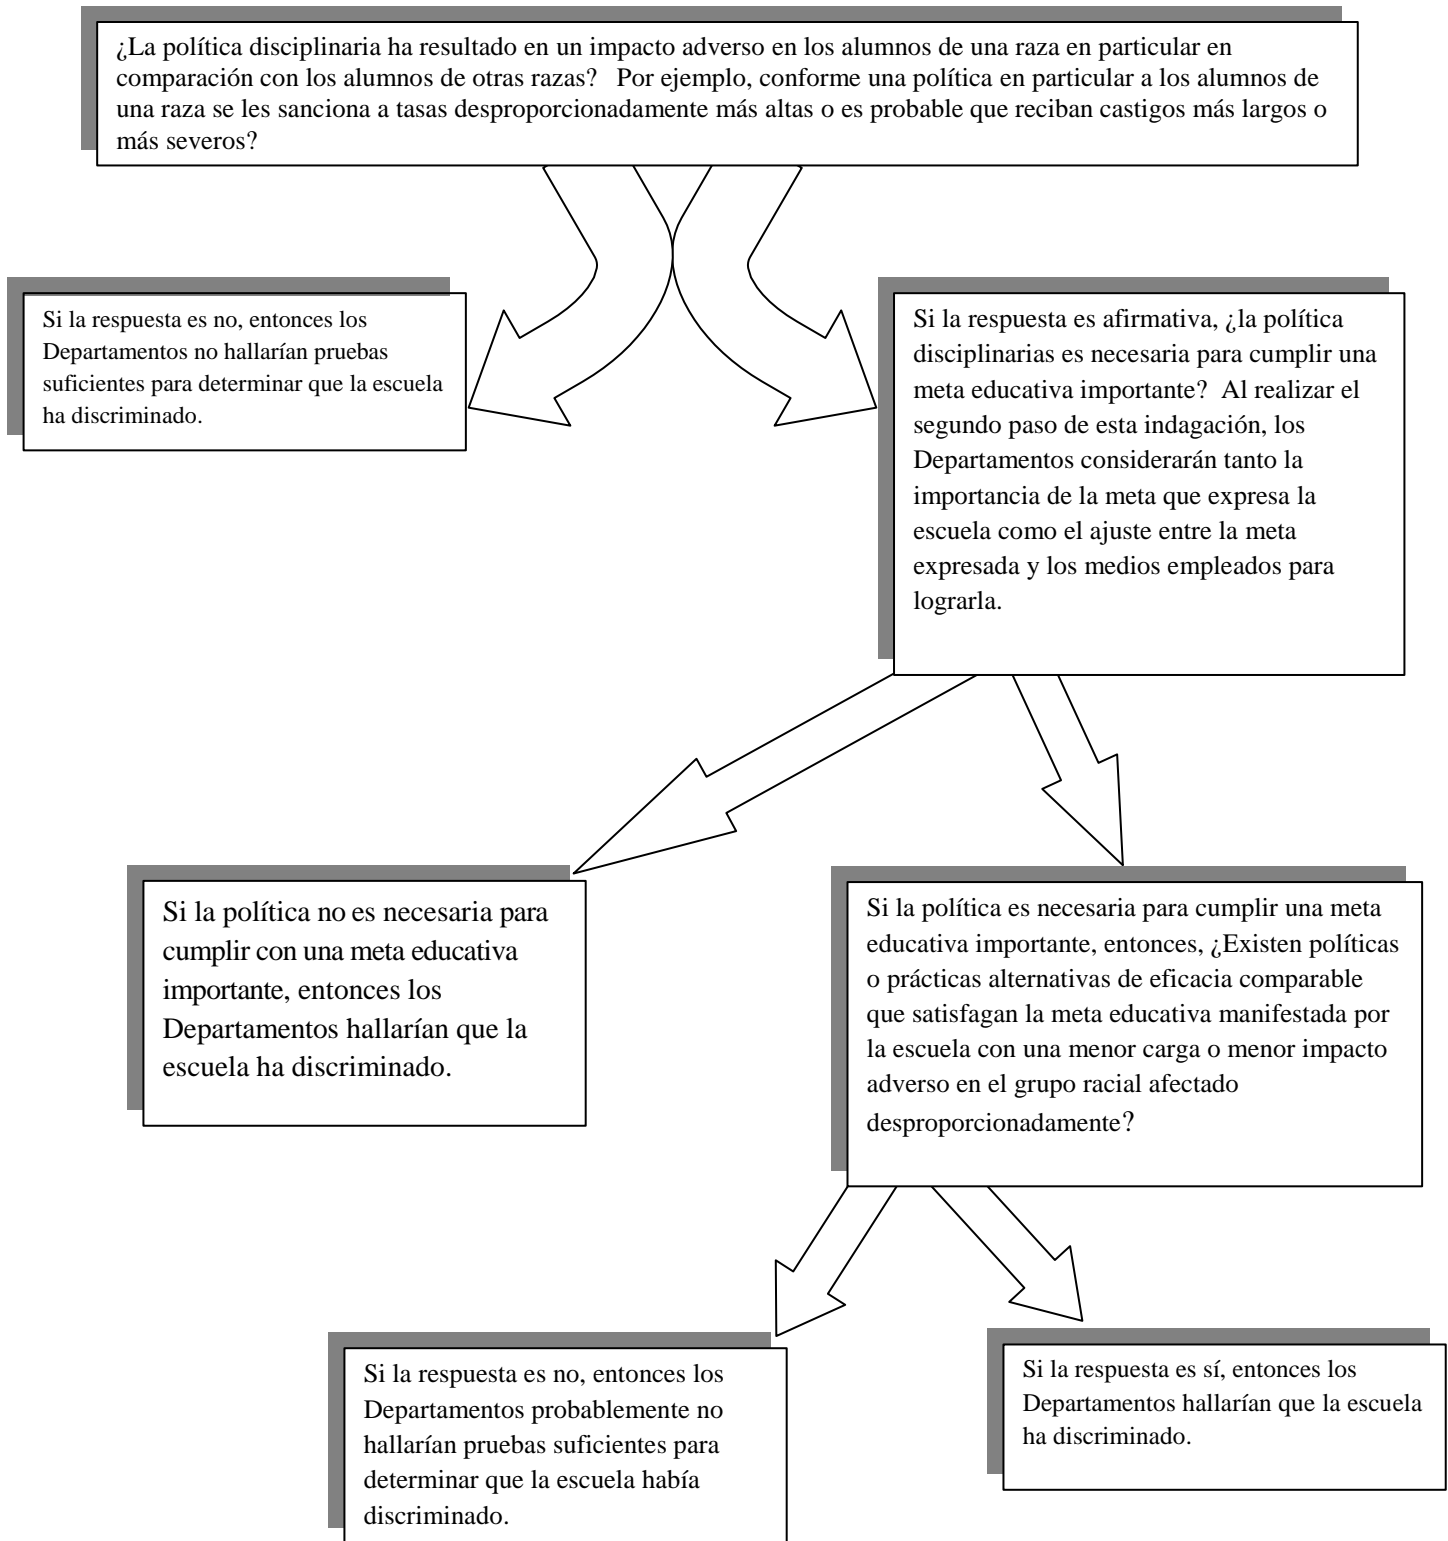 ¿La política disciplinaria ha resultado en un impacto adverso en los alumnos de una raza en particular en
comparación con los alumnos de otras razas?   Por ejemplo, conforme una política en particular a los alumnos de
una raza se les sanciona a tasas desproporcionadamente más altas o es probable que reciban castigos más largos o
más severos?
Si la respuesta es no, entonces los
Departamentos no hallarían pruebas
suficientes para determinar que la escuela
ha discriminado.
Si la respuesta es afirmativa, ¿la política
disciplinarias es necesaria para cumplir una
meta educativa importante?  Al realizar el
segundo paso de esta indagación, los
Departamentos considerarán tanto la
importancia de la meta que expresa la
escuela como el ajuste entre la meta
expresada y los medios empleados para
lograrla.
Si la política no es necesaria para
cumplir con una meta educativa
importante, entonces los
Departamentos hallarían que la
escuela ha discriminado.
Si la política es necesaria para cumplir una meta
educativa importante, entonces, ¿Existen políticas
o prácticas alternativas de eficacia comparable
que satisfagan la meta educativa manifestada por
la escuela con una menor carga o menor impacto
adverso en el grupo racial afectado
desproporcionadamente?
Si la respuesta es no, entonces los
Departamentos probablemente no
hallarían pruebas suficientes para
determinar que la escuela había
discriminado.
Si la respuesta es sí, entonces los
Departamentos hallarían que la escuela
ha discriminado.